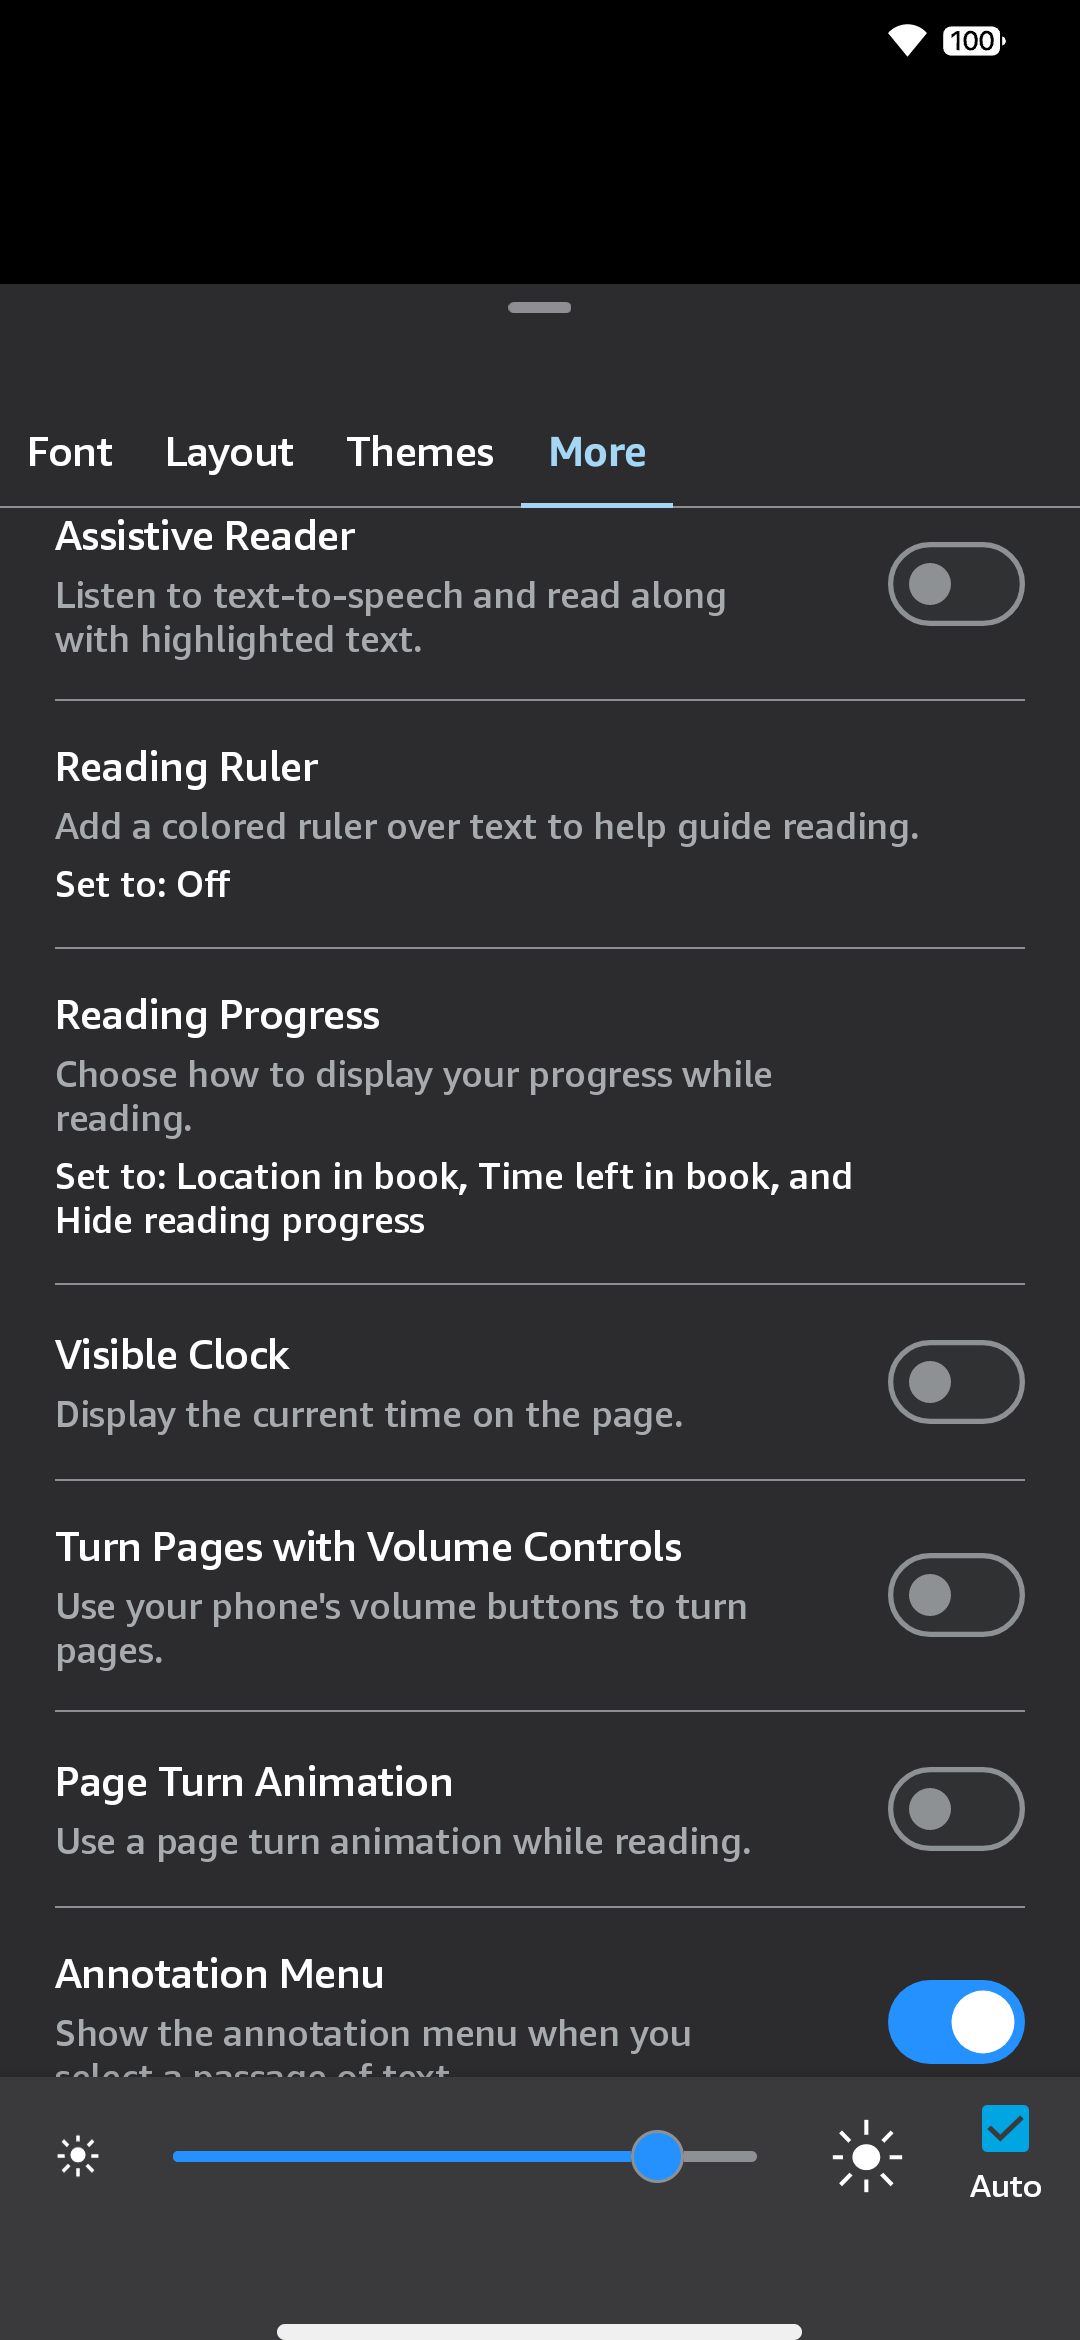 100
Font Layout Themes More
Assistive Reader
Listen to text-to-speech and read along
with highlighted text.
Reading Ruler
Add a colored ruler over text to help guide reading.
Set to: Off
Reading Progress
Choose how to display your progress while
reading.
Set to: Location in book, Time left in book, and
Hide reading progress
Visible Clock
Display the current time on the page.
Turn Pages with Volume Controls
Use your phone's volume buttons to turn
pages.
Page Turn Animation
Use a page turn animation while reading.
Annotation Menu
Show the annotation menu when you
select a passage of text
Auto